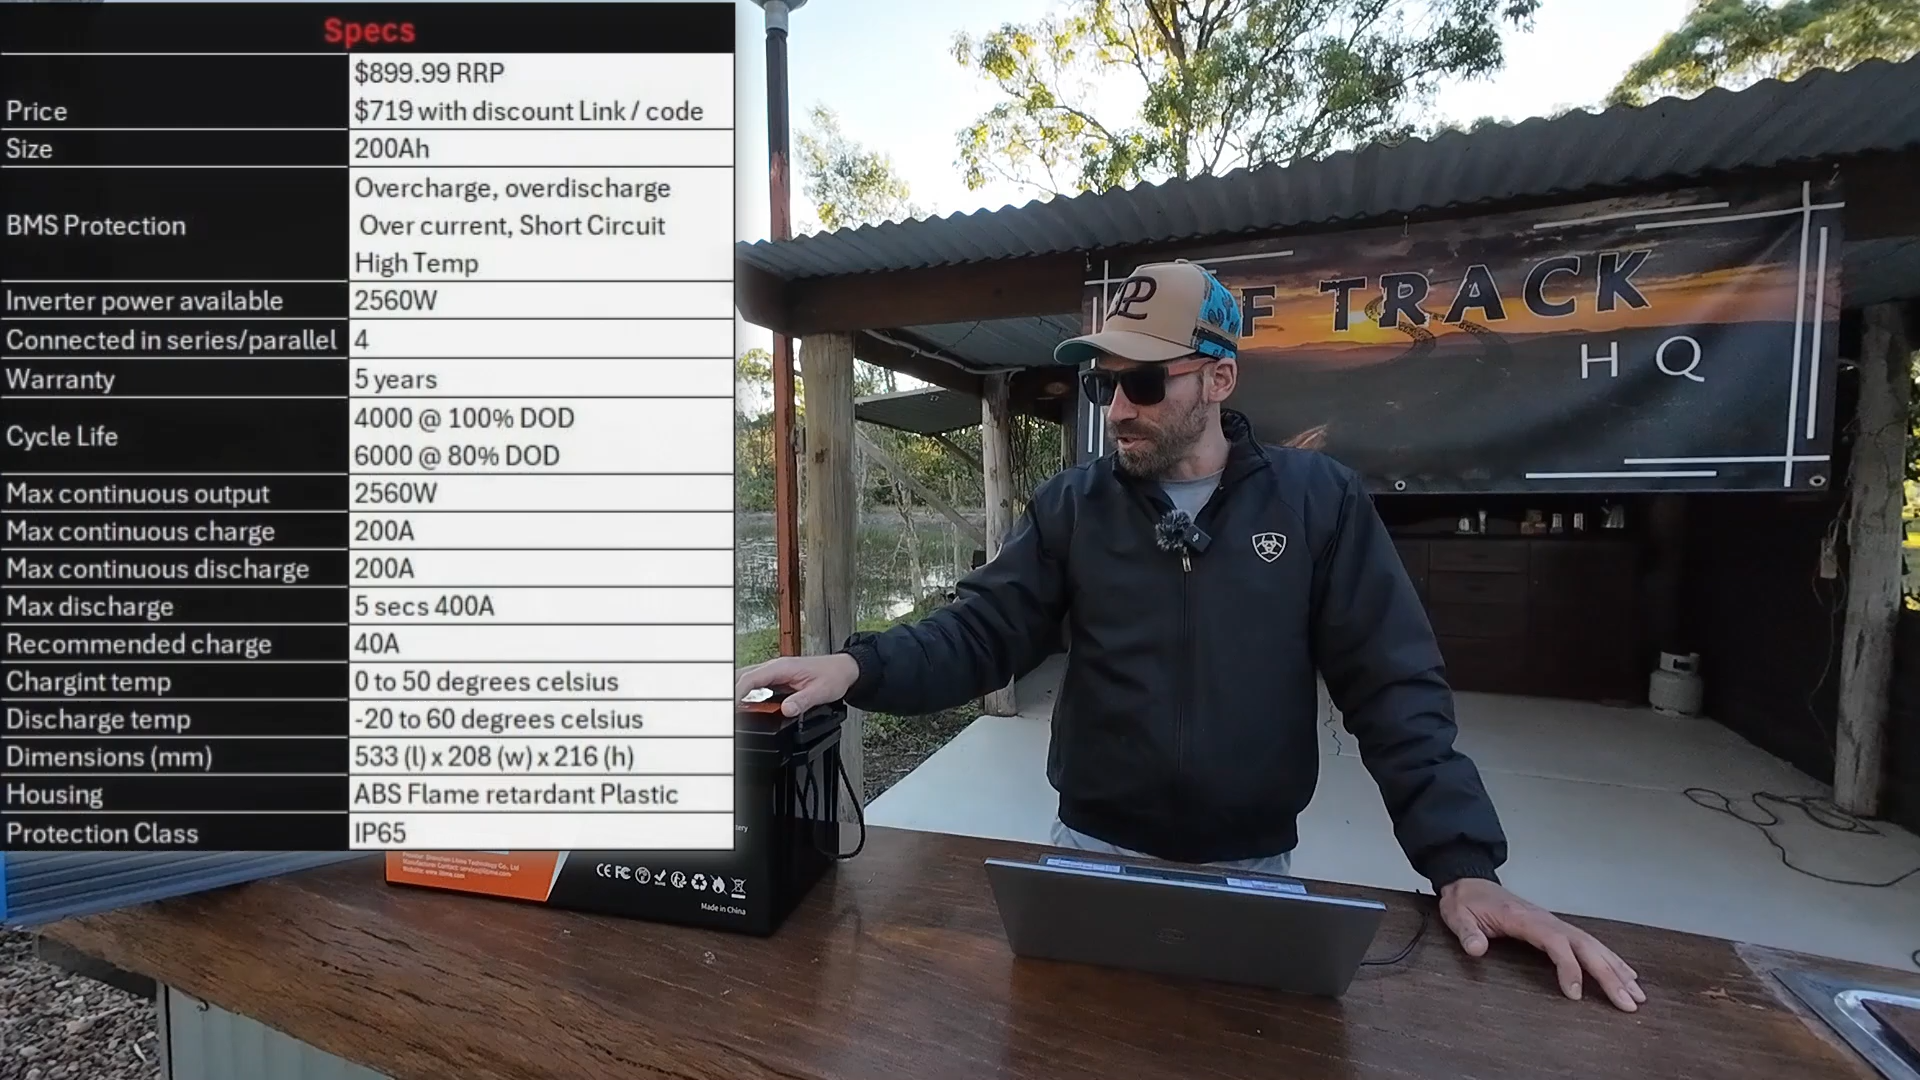 Specs
Price
$899.99 RRP
$719 with discount Link / code
Size
200Ah
BMS Protection
Overcharge, overdischarge
Over current, Short Circuit
High Temp
Inverter power available
2560W
Connected in series/parallel
4
Warranty
5 years
Cycle Life
4000 @ 100% DOD
6000 @ 80% DOD
Max continuous output
2560W
Max continuous charge
200A
Max continuous discharge
200A
Max discharge
5 secs 400A
Recommended charge
40A
Chargint temp
0 to 50 degrees celsius
Discharge temp
-20 to 60 degrees celsius
Dimensions (mm)
533 (l) x 208 (w) x 216 (h)
Housing
ABS Flame retardant Plastic
Protection Class
IP65
F TRACK
HQ
CE FC
Made in China